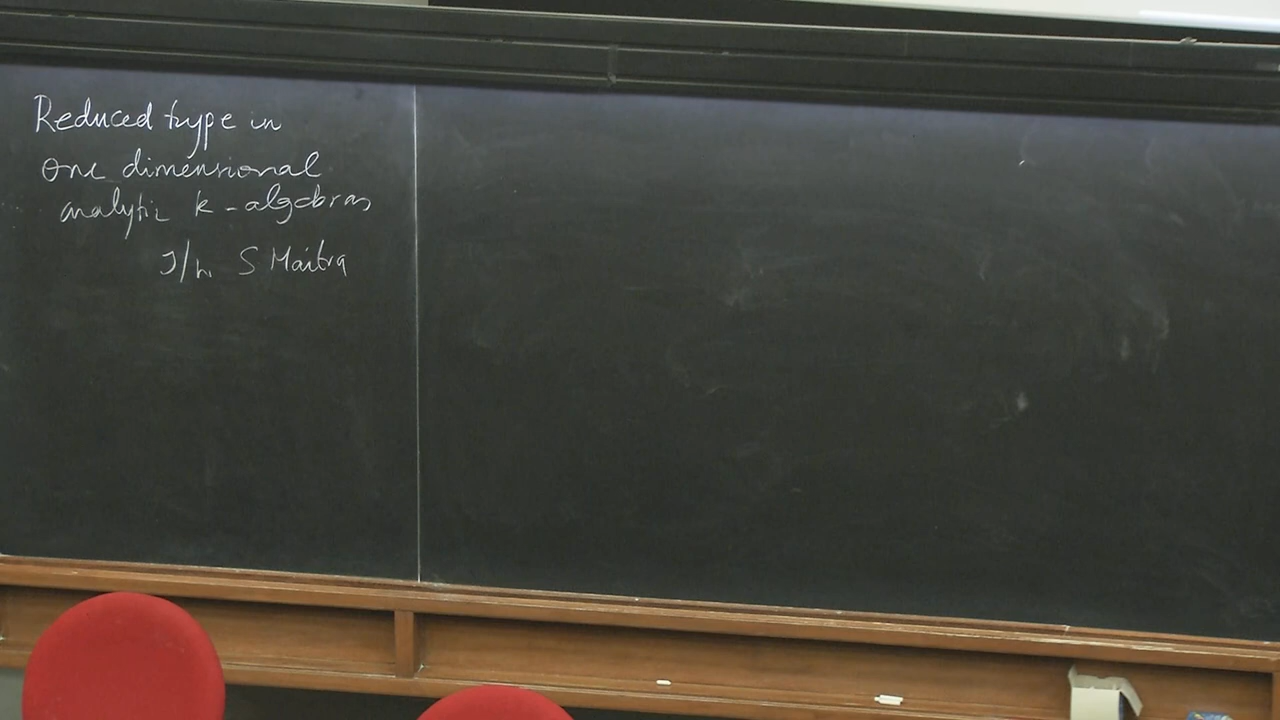 Reduced type in
one dimensional
analytic k-algebras
J/w S Maitra